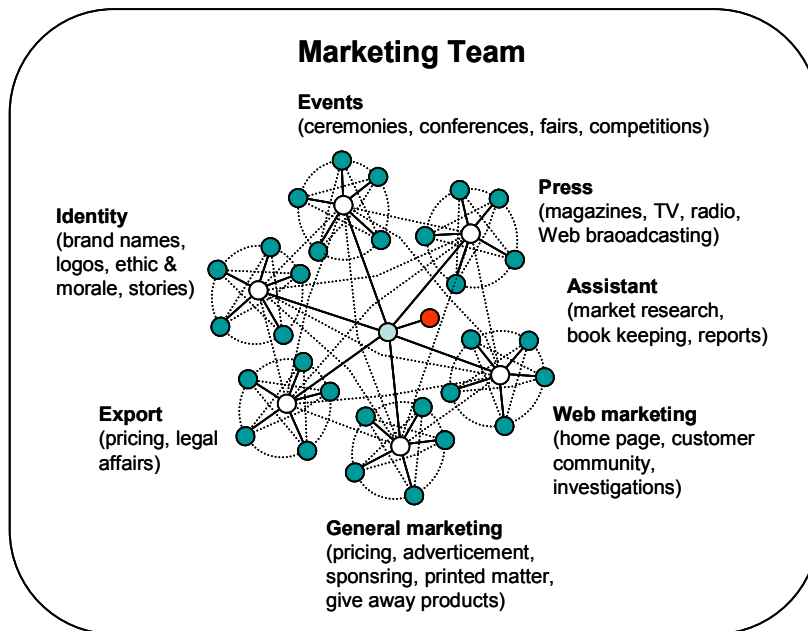 Marketing Team
Events
(ceremonies, conferences, fairs, competitions)
Press
(magazines, TV, radio,
Web braoadcasting)
Identity
(brand names,
logos, ethic &
morale, stories)
Assistant
(market research,
book keeping, reports)
Export
(pricing, legal
affairs)
Web marketing
(home page, customer
community,
investigations)
General marketing
(pricing, adverticement,
sponsring, printed matter,
give away products)